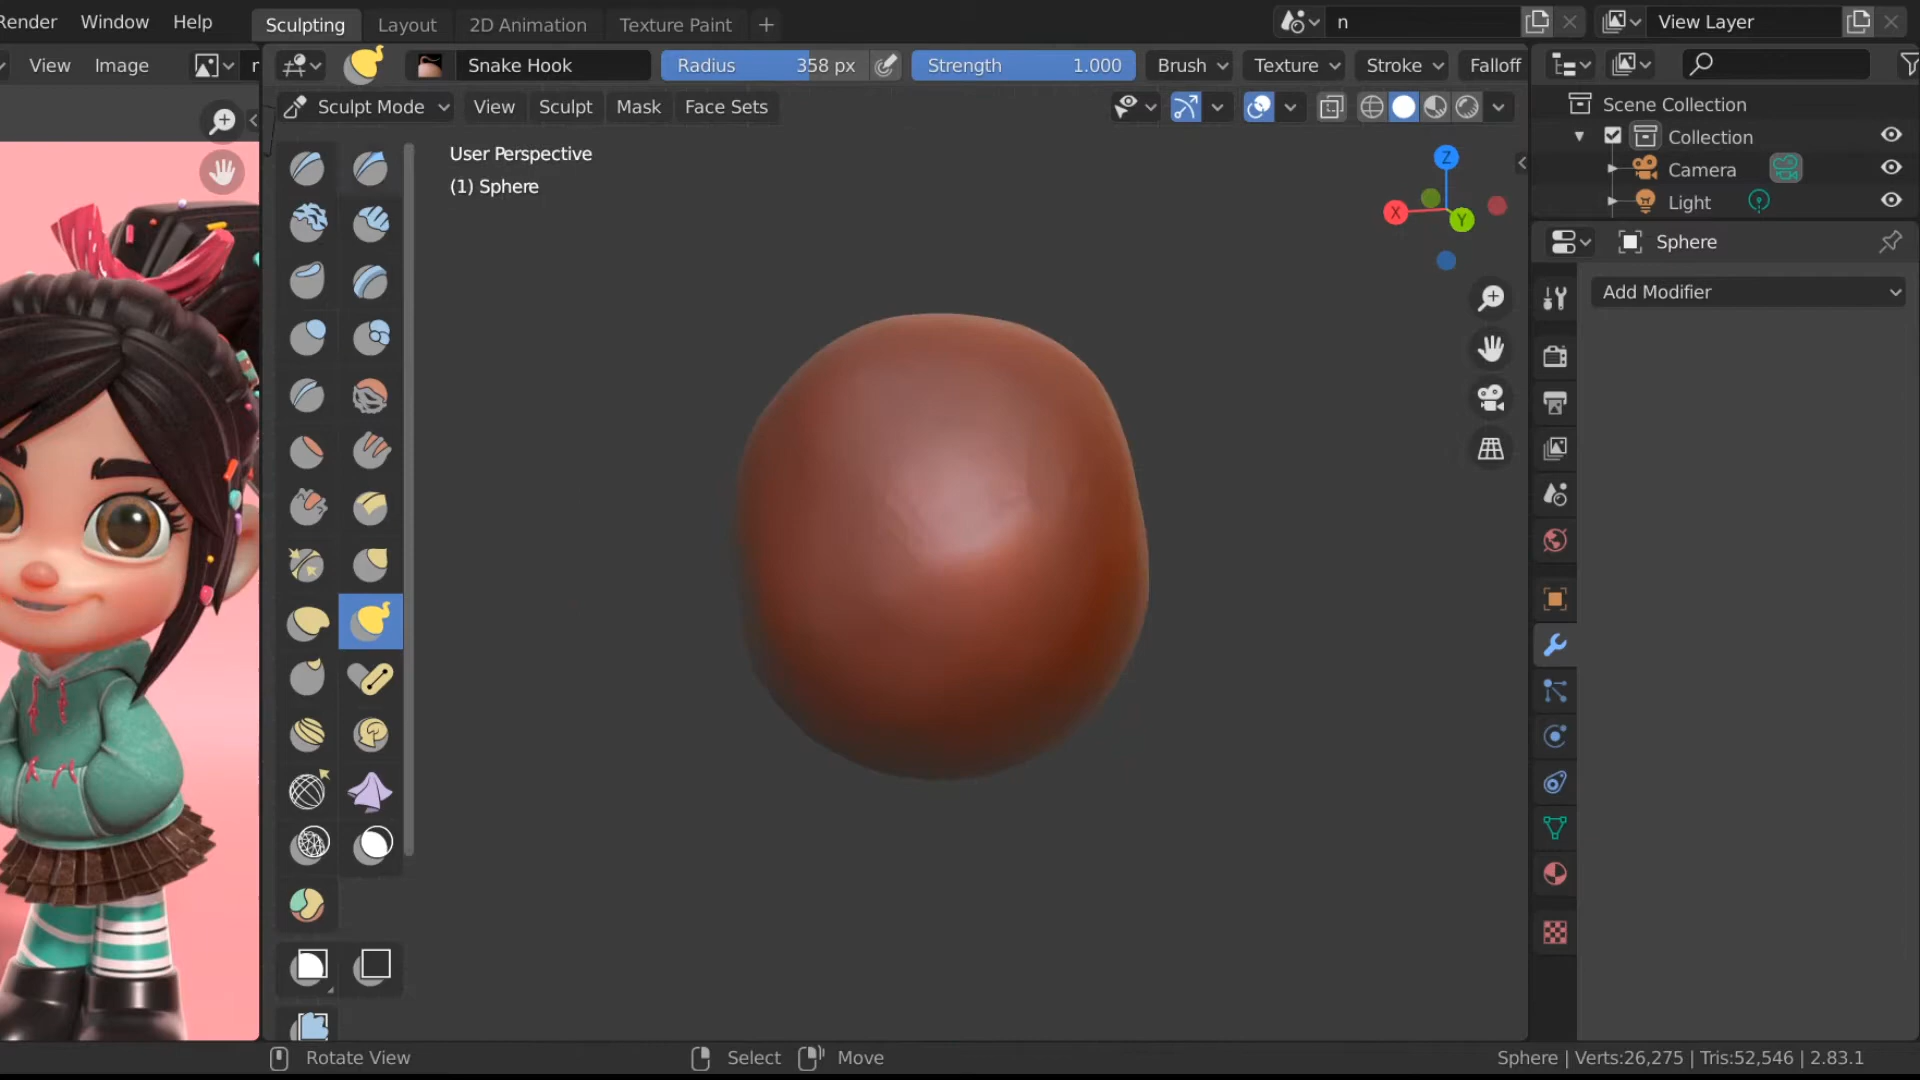 Render Window Help Sculpting Layout 2D Animation Texture Paint + n View Layer
View Image Snake Hook Radius 358 px Strength 1.000 Brush Texture Stroke Falloff
Sculpt Mode View Sculpt Mask Face Sets
User Perspective
(1) Sphere
Z
X
Y
Scene Collection
Collection
Camera
Light
Sphere
Add Modifier
Rotate View Select Move Sphere | Verts:26,275 | Tris:52,546 | 2.83.1